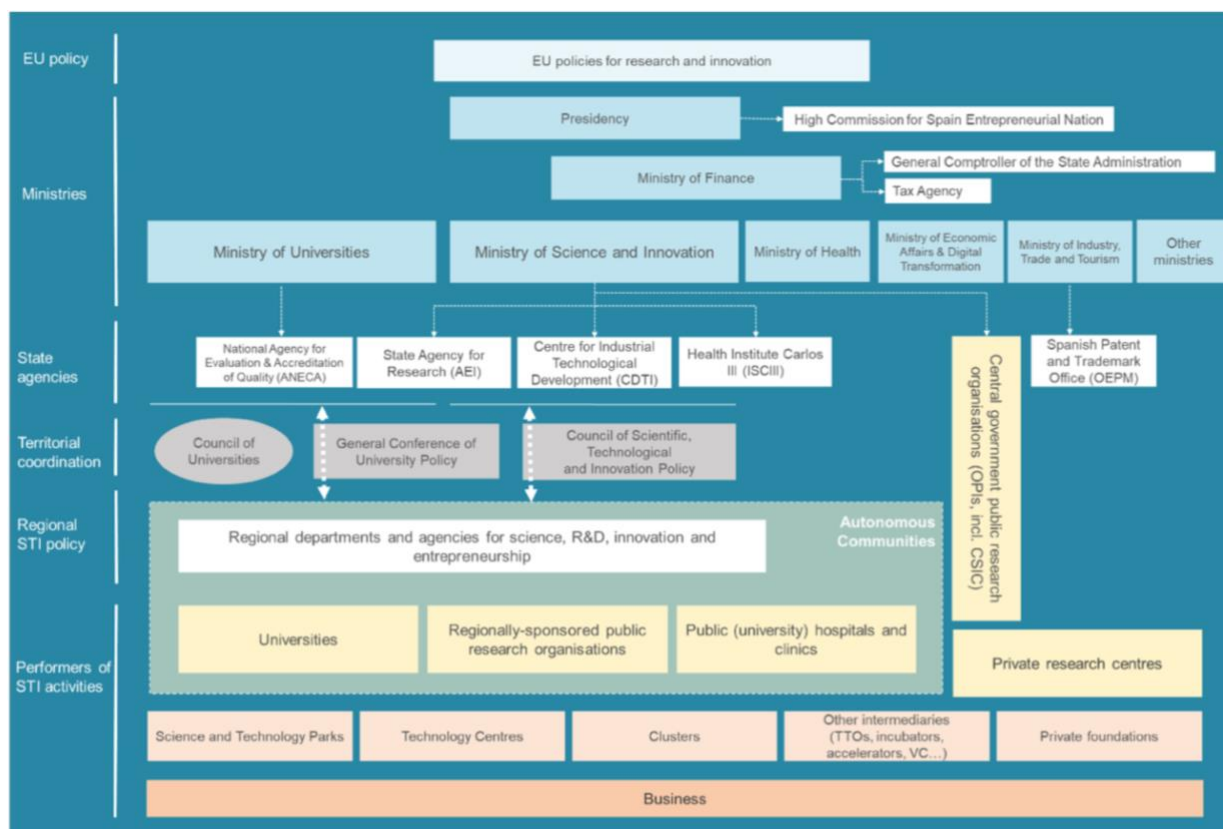 EU policy
EU policies for research and innovation
Presidency
High Commission for Spain Entrepreneurial Nation
Ministries
Ministry of Finance
General Comptroller of the State Administration
Tax Agency
Ministry of Universities
Ministry of Science and Innovation
Ministry of Health
Ministry of Economic
Affairs & Digital
Transformation
Ministry of Industry,
Trade and Tourism
Other
ministries
State
agencies
National Agency for
Evaluation & Accreditation
of Quality (ANECA)
State Agency for
Research (AEI)
Centre for Industrial
Technological
Development (CDTI)
Health Institute Carlos
III (ISCIII)
Central government public research
organisations (OPIs, incl. CSIC)
Spanish Patent
and Trademark
Office (OEPM)
Territorial
coordination
Council of
Universities
General Conference of
University Policy
Council of Scientific,
Technological
and Innovation Policy
Regional
STI policy
Regional departments and agencies for science, R&D, innovation and
entrepreneurship
Autonomous
Communities
Performers of
STI activities
Universities
Regionally-sponsored public
research organisations
Public (university) hospitals and
clinics
Private research centres
Science and Technology Parks
Technology Centres
Clusters
Other intermediaries
(TTOs, incubators,
accelerators, VC…)
Private foundations
Business